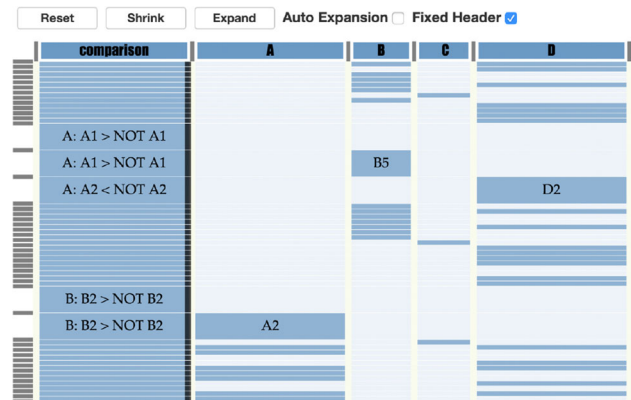 Reset Shrink Expand Auto Expansion Fixed Header
comparison A B C D
A: A1 > NOT A1
A: A1 > NOT A1 B5
A: A2 < NOT A2 D2
B: B2 > NOT B2
B: B2 > NOT B2 A2